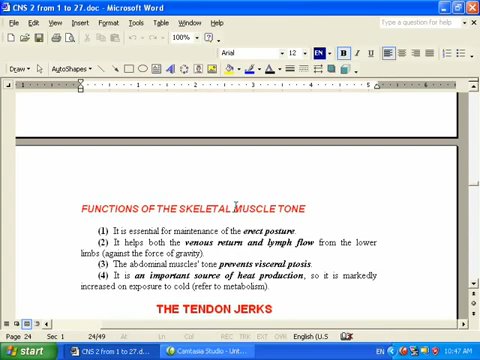 CNS 2 from 1 to 27.doc - Microsoft Word
File Edit View Insert Format Tools Table Window Help
Type a question for help
100%
Arial 12 EN B I U
Draw AutoShapes
FUNCTIONS OF THE SKELETAL MUSCLE TONE
(1) It is essential for maintenance of the erect posture.
(2) It helps both the venous return and lymph flow from the lower
limbs (against the force of gravity).
(3) The abdominal muscles' tone prevents visceral ptosis.
(4) It is an important source of heat production, so it is markedly
increased on exposure to cold (refer to metabolism).
THE TENDON JERKS
Page 24 Sec 1 24/49 At Ln Col REC TRK EXT OVR English (U.S
start CNS 2 from 1 to 27.d... Camtasia Studio - Unt... EN 10:47 AM